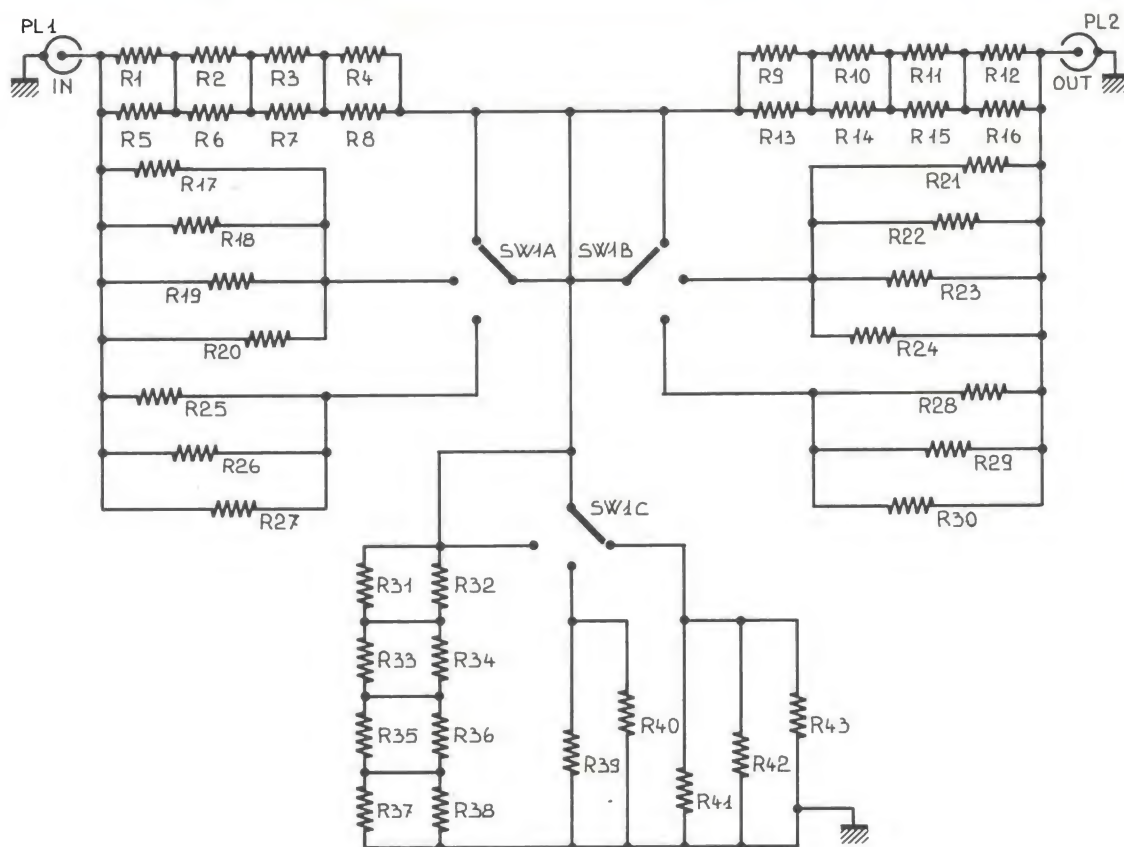 PL1
PL2
IN
OUT
R1 R2 R3 R4
R9 R10 R11 R12
R5 R6 R7 R8
R13 R14 R15 R16
R17
R21
R18
R22
SW1A SW1B
R19
R23
R20
R24
R25
R28
R26
R29
R27
R30
SW1C
R31 R32
R33 R34
R35 R36
R40
R43
R39
R42
R37 R38
R41